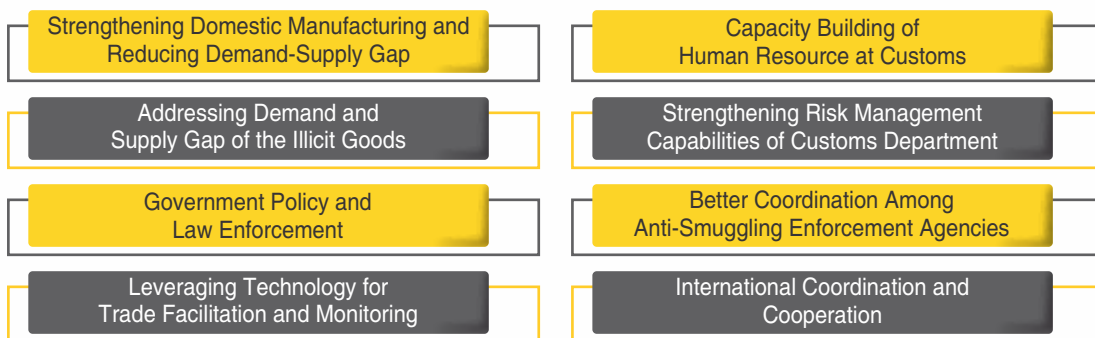 Strengthening Domestic Manufacturing and
Reducing Demand-Supply Gap
Capacity Building of
Human Resource at Customs
Addressing Demand and
Supply Gap of the Illicit Goods
Strengthening Risk Management
Capabilities of Customs Department
Government Policy and
Law Enforcement
Better Coordination Among
Anti-Smuggling Enforcement Agencies
Leveraging Technology for
Trade Facilitation and Monitoring
International Coordination and
Cooperation